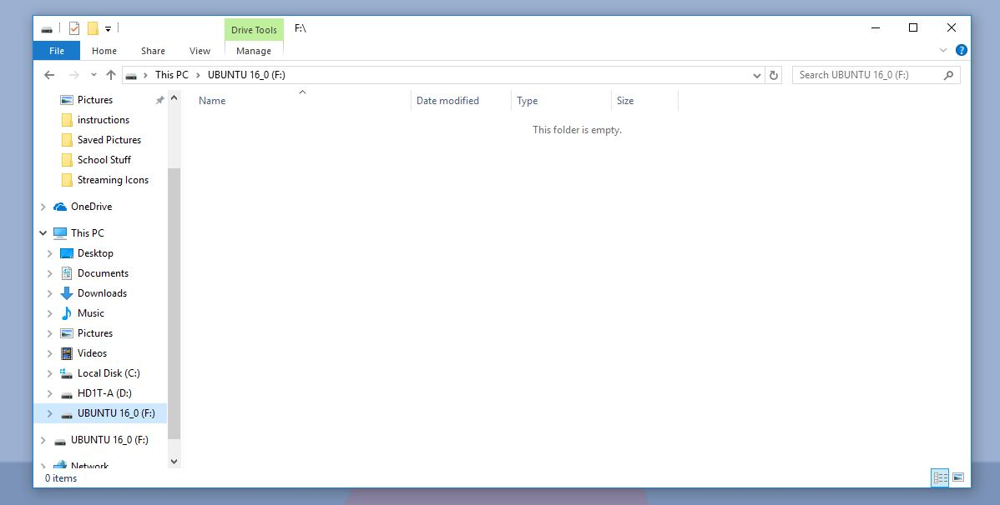 Drive Tools
F:\
File
Home
Share
View
Manage
?
This PC
UBUNTU 16_0 (F:)
Search UBUNTU 16_0 (F:)
Pictures
instructions
Saved Pictures
School Stuff
Streaming Icons
OneDrive
This PC
Desktop
Documents
Downloads
Music
Pictures
Videos
Local Disk (C:)
HD1T-A (D:)
UBUNTU 16_0 (F:)
UBUNTU 16_0 (F:)
Network
Name
Date modified
Type
Size
This folder is empty.
0 items